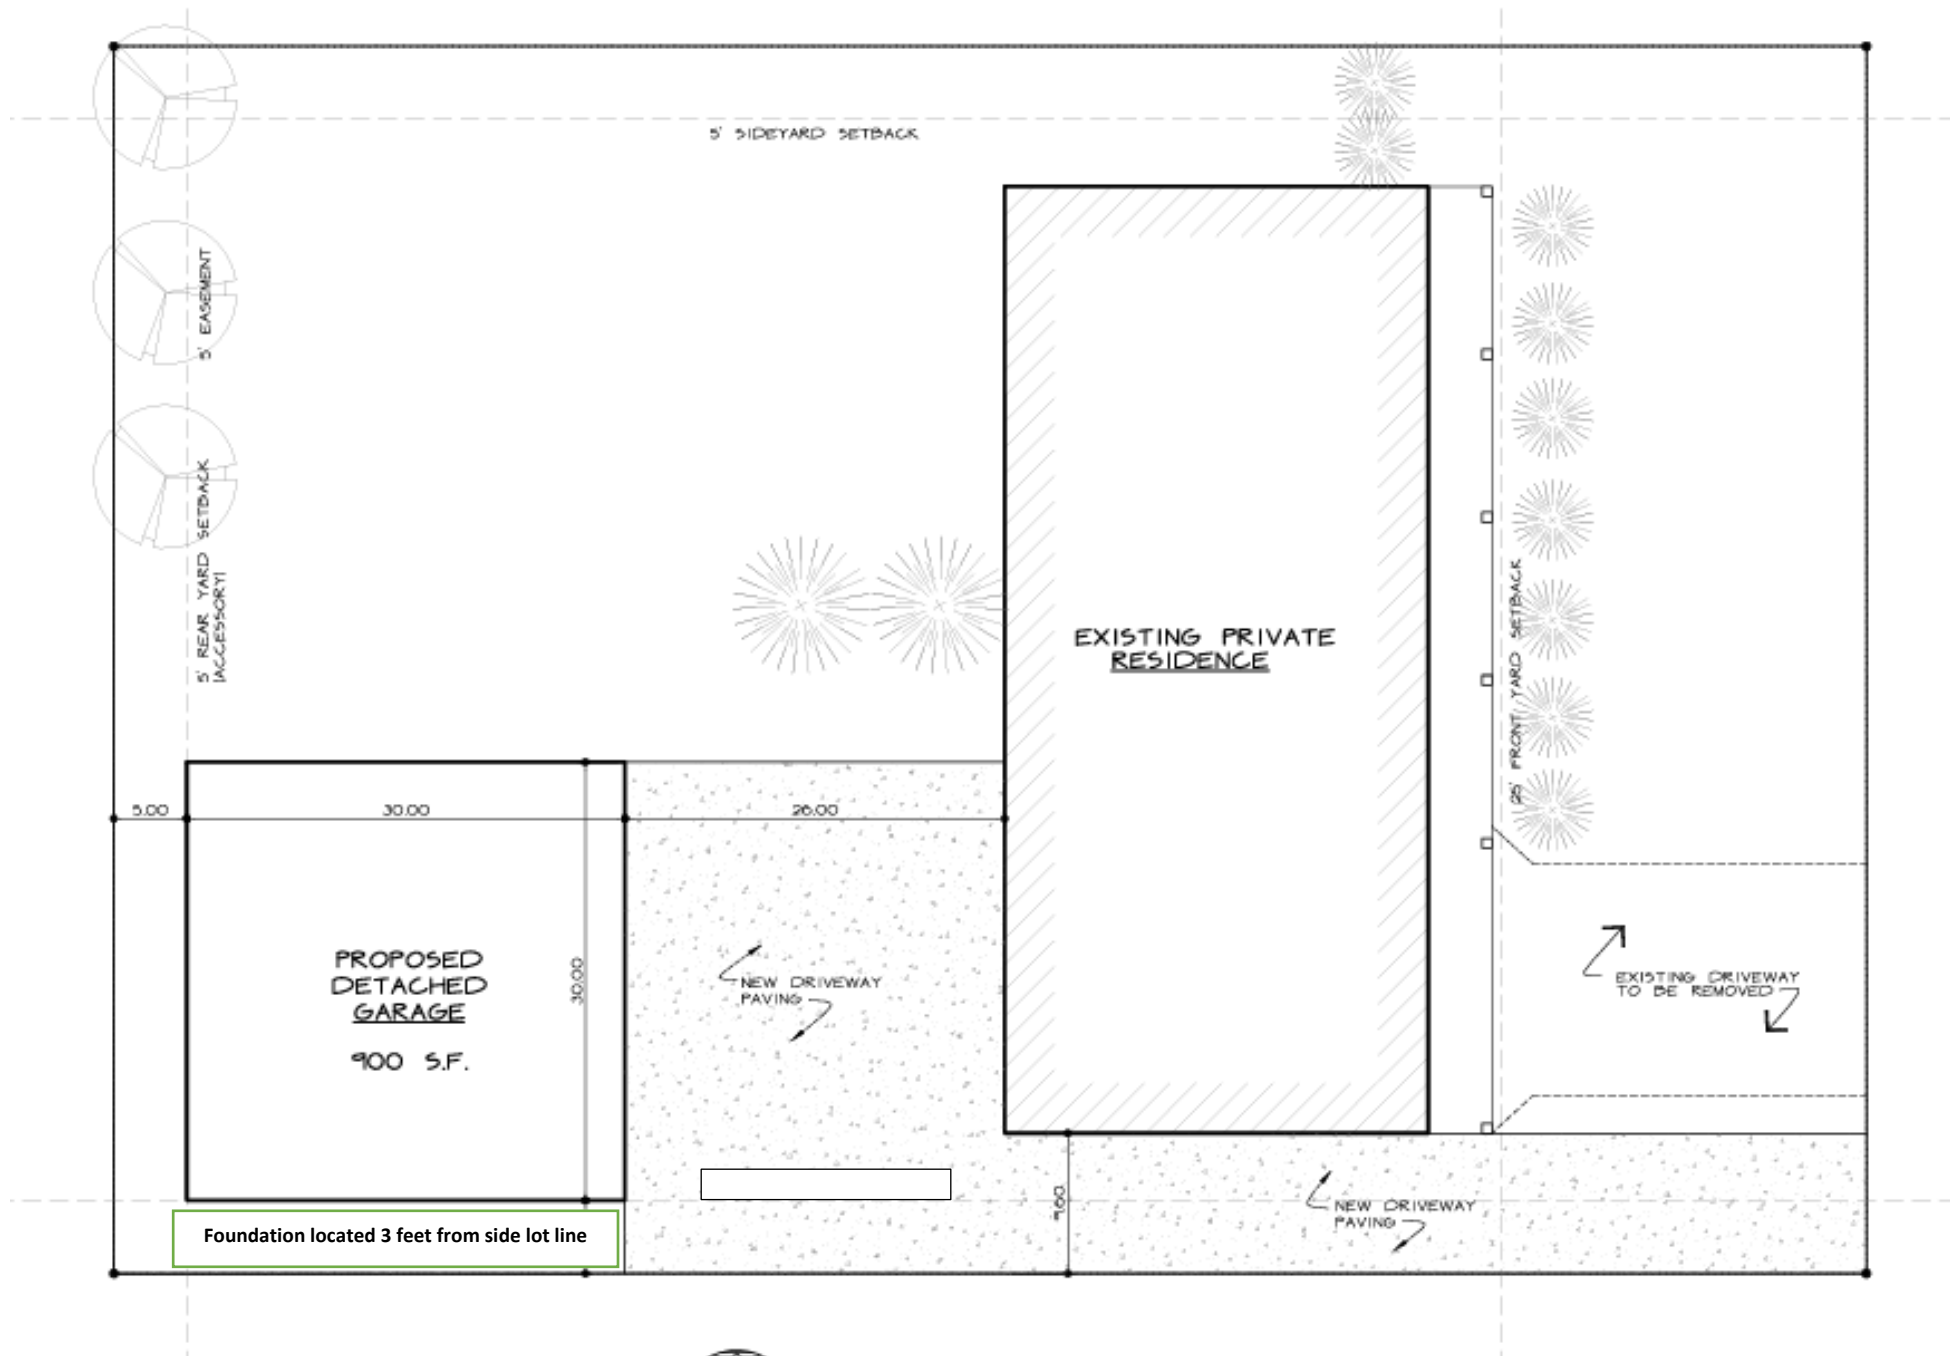 5' SIDEYARD SETBACK
5' EASEMENT
5' REAR YARD SETBACK
(ACCESSORY)
EXISTING PRIVATE
RESIDENCE
25' FRONT YARD SETBACK
5.00
30.00
26.00
30.00
PROPOSED
DETACHED
GARAGE
900 S.F.
NEW DRIVEWAY
PAVING
EXISTING DRIVEWAY
TO BE REMOVED
9.60
NEW DRIVEWAY
PAVING
Foundation located 3 feet from side lot line